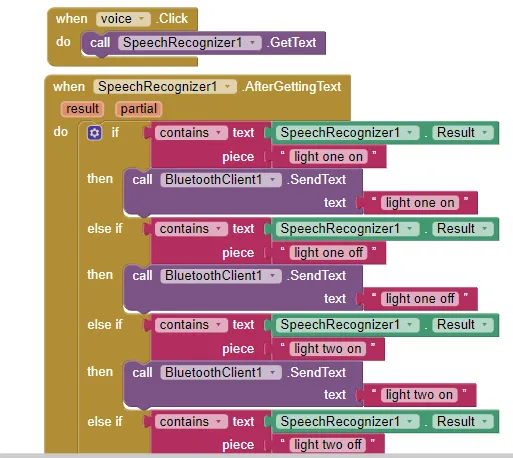 when voice .Click
do call SpeechRecognizer1 .GetText
when SpeechRecognizer1 .AfterGettingText
result partial
do if contains text SpeechRecognizer1 . Result
piece " light one on "
then call BluetoothClient1 .SendText
text " light one on "
else if contains text SpeechRecognizer1 . Result
piece " light one off "
then call BluetoothClient1 .SendText
text " light one off "
else if contains text SpeechRecognizer1 . Result
piece " light two on "
then call BluetoothClient1 .SendText
text " light two on "
else if contains text SpeechRecognizer1 . Result
piece " light two off "